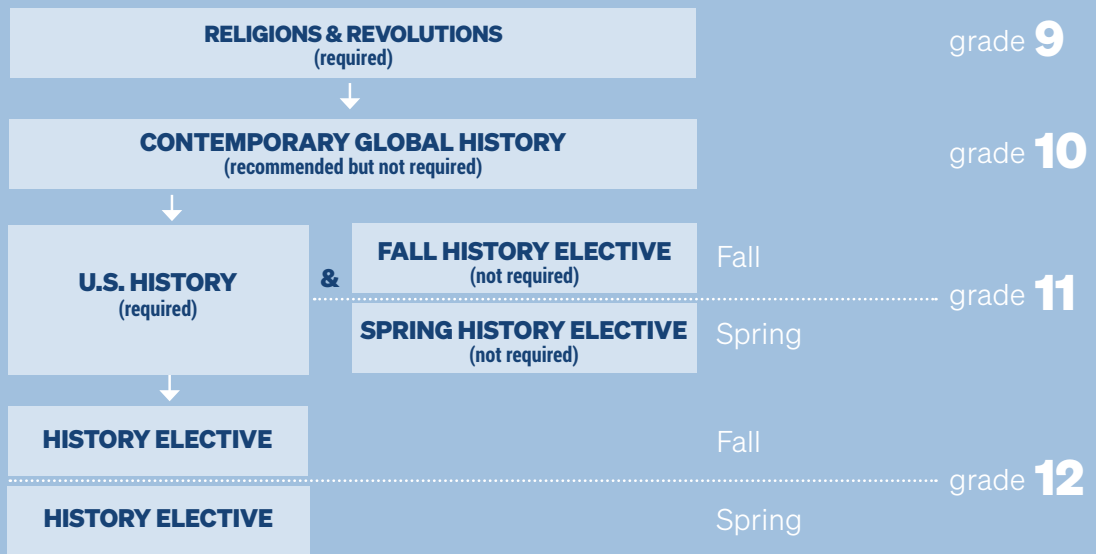 RELIGIONS & REVOLUTIONS
(required)
grade 9
CONTEMPORARY GLOBAL HISTORY
(recommended but not required)
grade 10
U.S. HISTORY
(required)
&
FALL HISTORY ELECTIVE
(not required)
Fall
SPRING HISTORY ELECTIVE
(not required)
Spring
grade 11
HISTORY ELECTIVE
Fall
HISTORY ELECTIVE
Spring
grade 12